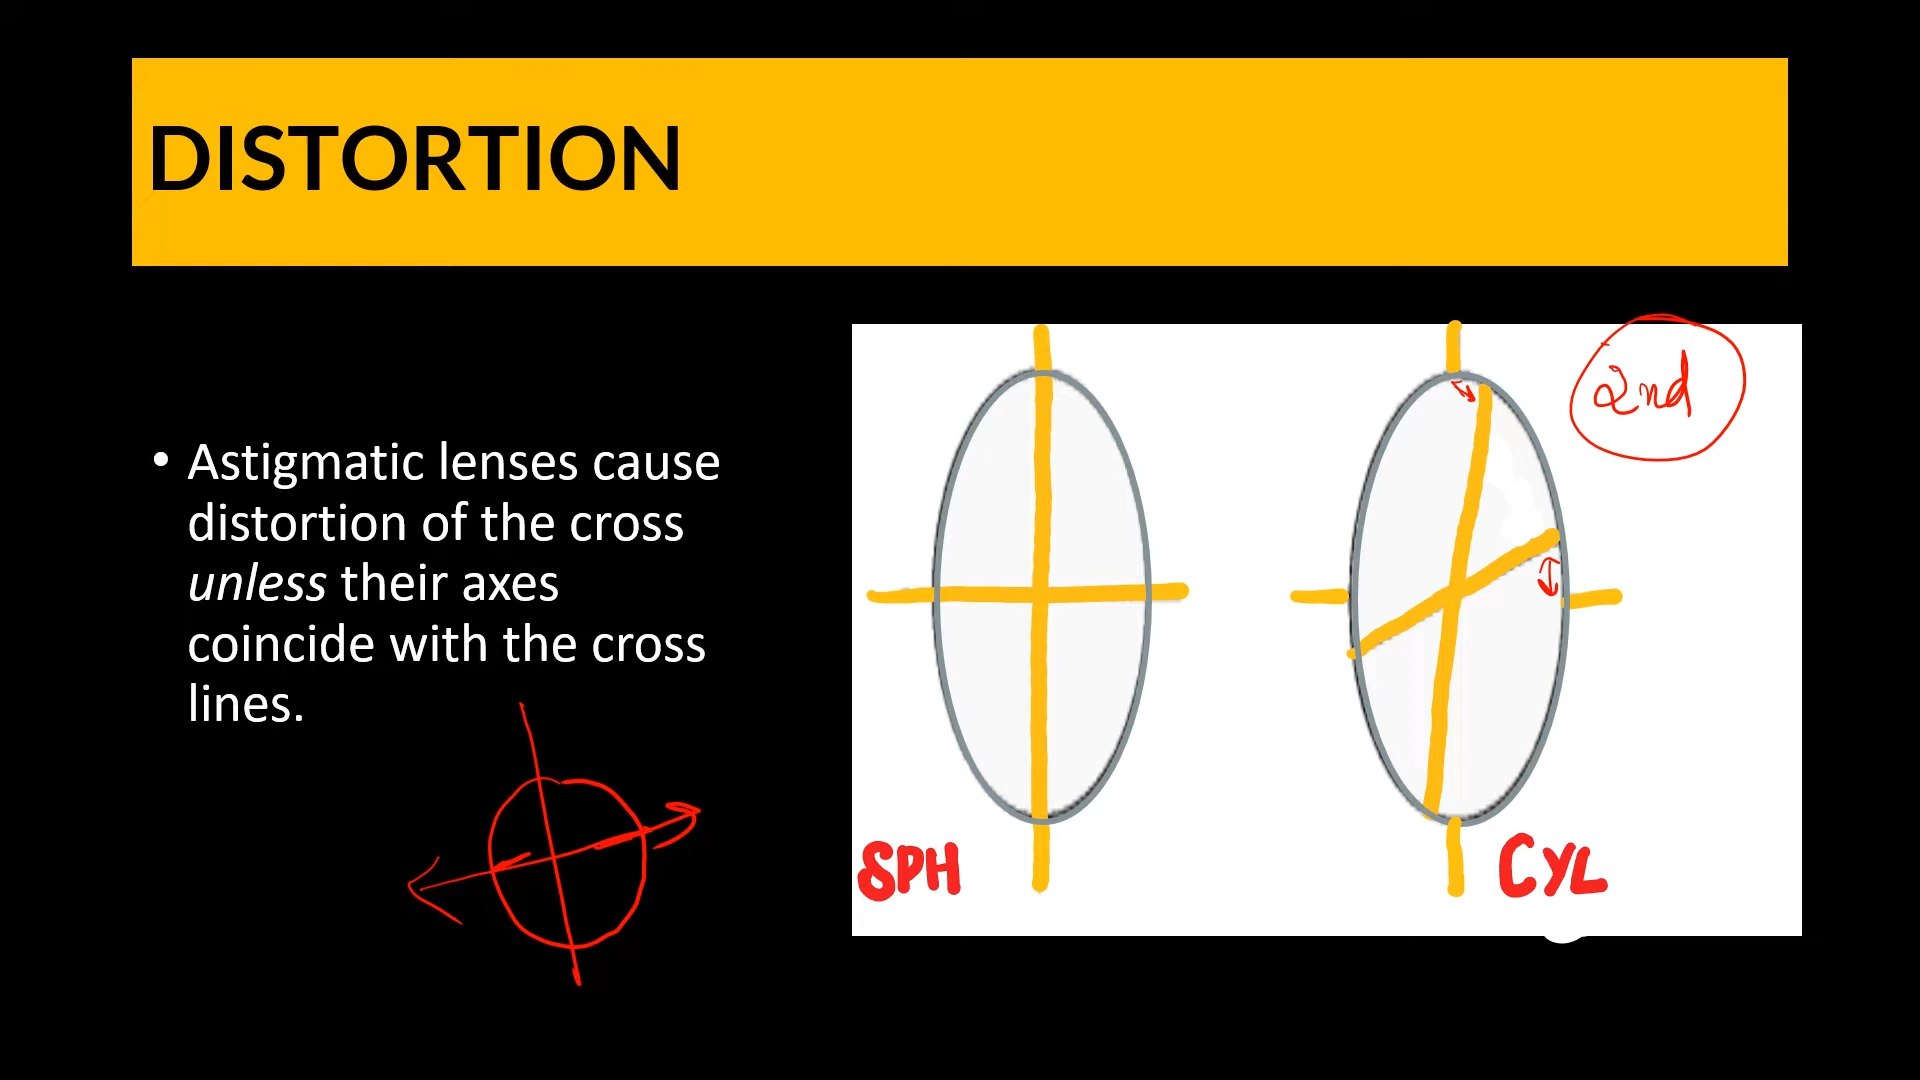 DISTORTION
• Astigmatic lenses cause
distortion of the cross
unless their axes
coincide with the cross
lines.
2nd
SPH
CYL